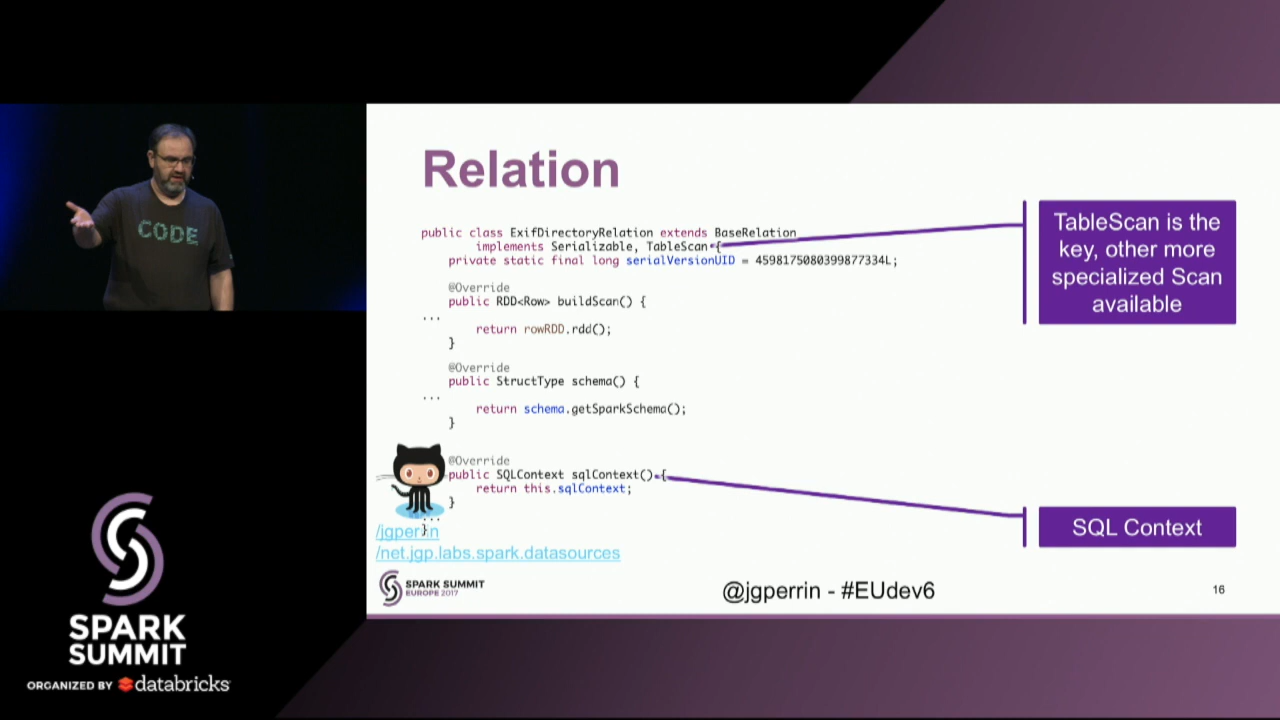 CODE
Relation
public class ExifDirectoryRelation extends BaseRelation
implements Serializable, TableScan {
private static final long serialVersionUID = 4598175080399877334L;
@Override
public RDD<Row> buildScan() {
...
return rowRDD.rdd();
}
@Override
public StructType schema() {
...
return schema.getSparkSchema();
}
@Override
public SQLContext sqlContext() {
return this.sqlContext;
}
...
}
TableScan is the
key, other more
specialized Scan
available
SQL Context
/jgperrin
/net.jgp.labs.spark.datasources
SPARK SUMMIT
EUROPE 2017
@jgperrin - #EUdev6
16
SPARK
SUMMIT
ORGANIZED BY databricks